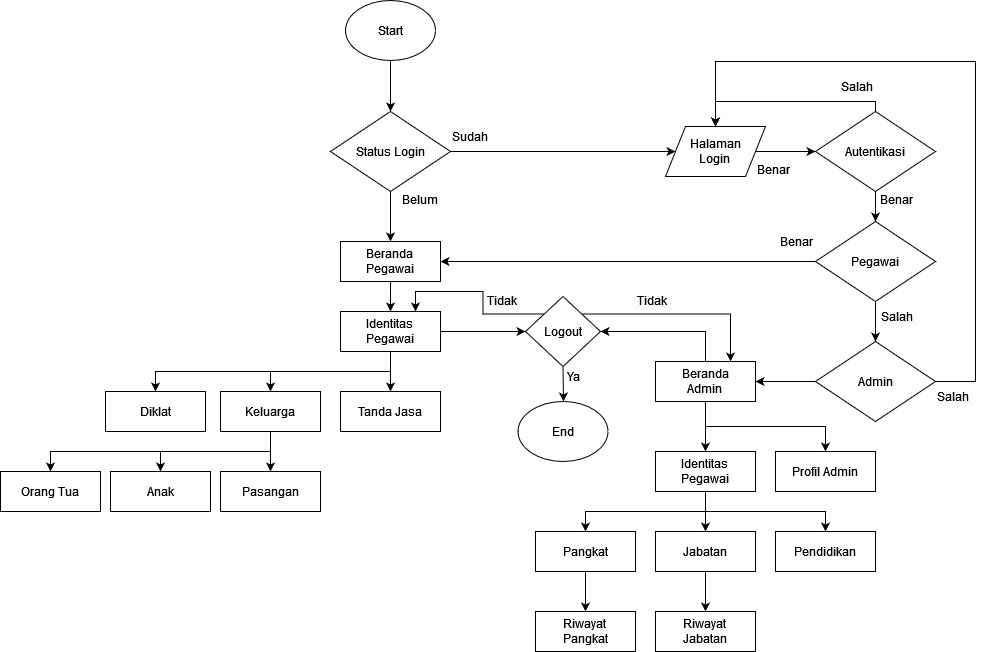 Start
Salah
Sudah
Status Login
Halaman
Login
Autentikasi
Benar
Belum
Benar
Beranda
Pegawai
Benar
Pegawai
Tidak
Tidak
Identitas
Pegawai
Logout
Salah
Ya
Beranda
Admin
Admin
Salah
Diklat
Keluarga
Tanda Jasa
End
Orang Tua
Anak
Pasangan
Identitas
Pegawai
Profil Admin
Pangkat
Jabatan
Pendidikan
Riwayat
Pangkat
Riwayat
Jabatan